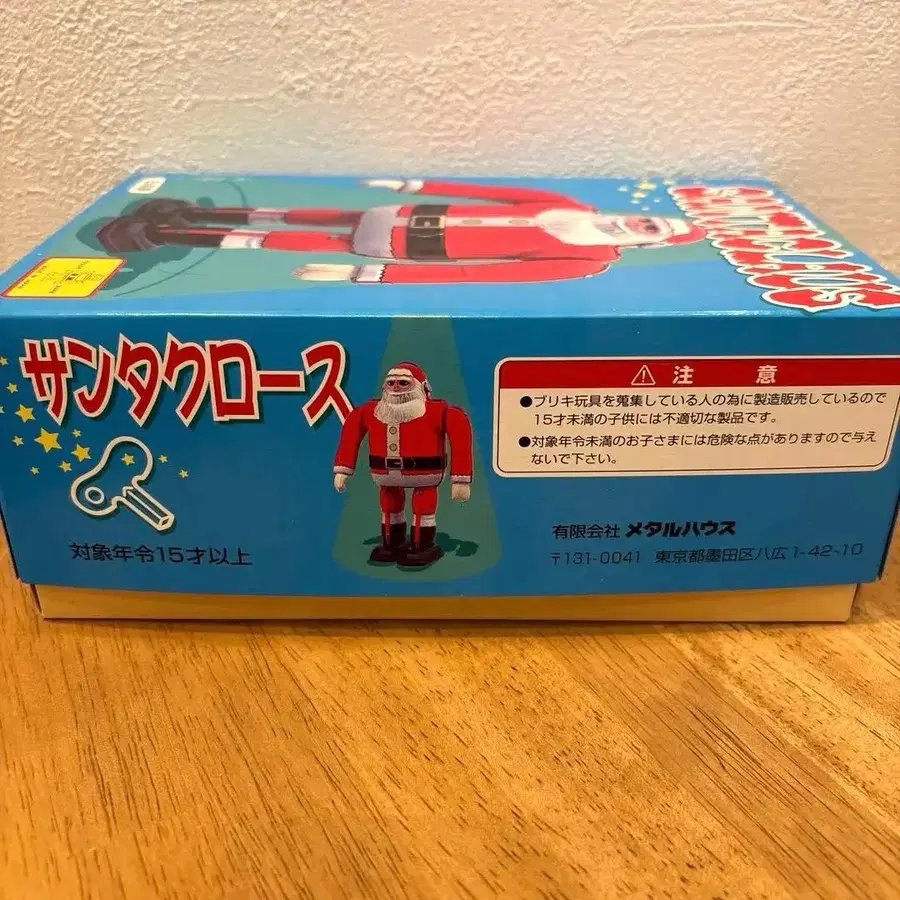 SANTA CLAUS
サンタクロース
対象年令15才以上
注 意
●ブリキ玩具を蒐集している人の為に製造販売しているので
15才未満の子供には不適切な製品です。
●対象年令未満のお子さまには危険な点がありますので与え
ないで下さい。
有限会社 メタルハウス
〒131-0041 東京都墨田区八広1-42-10